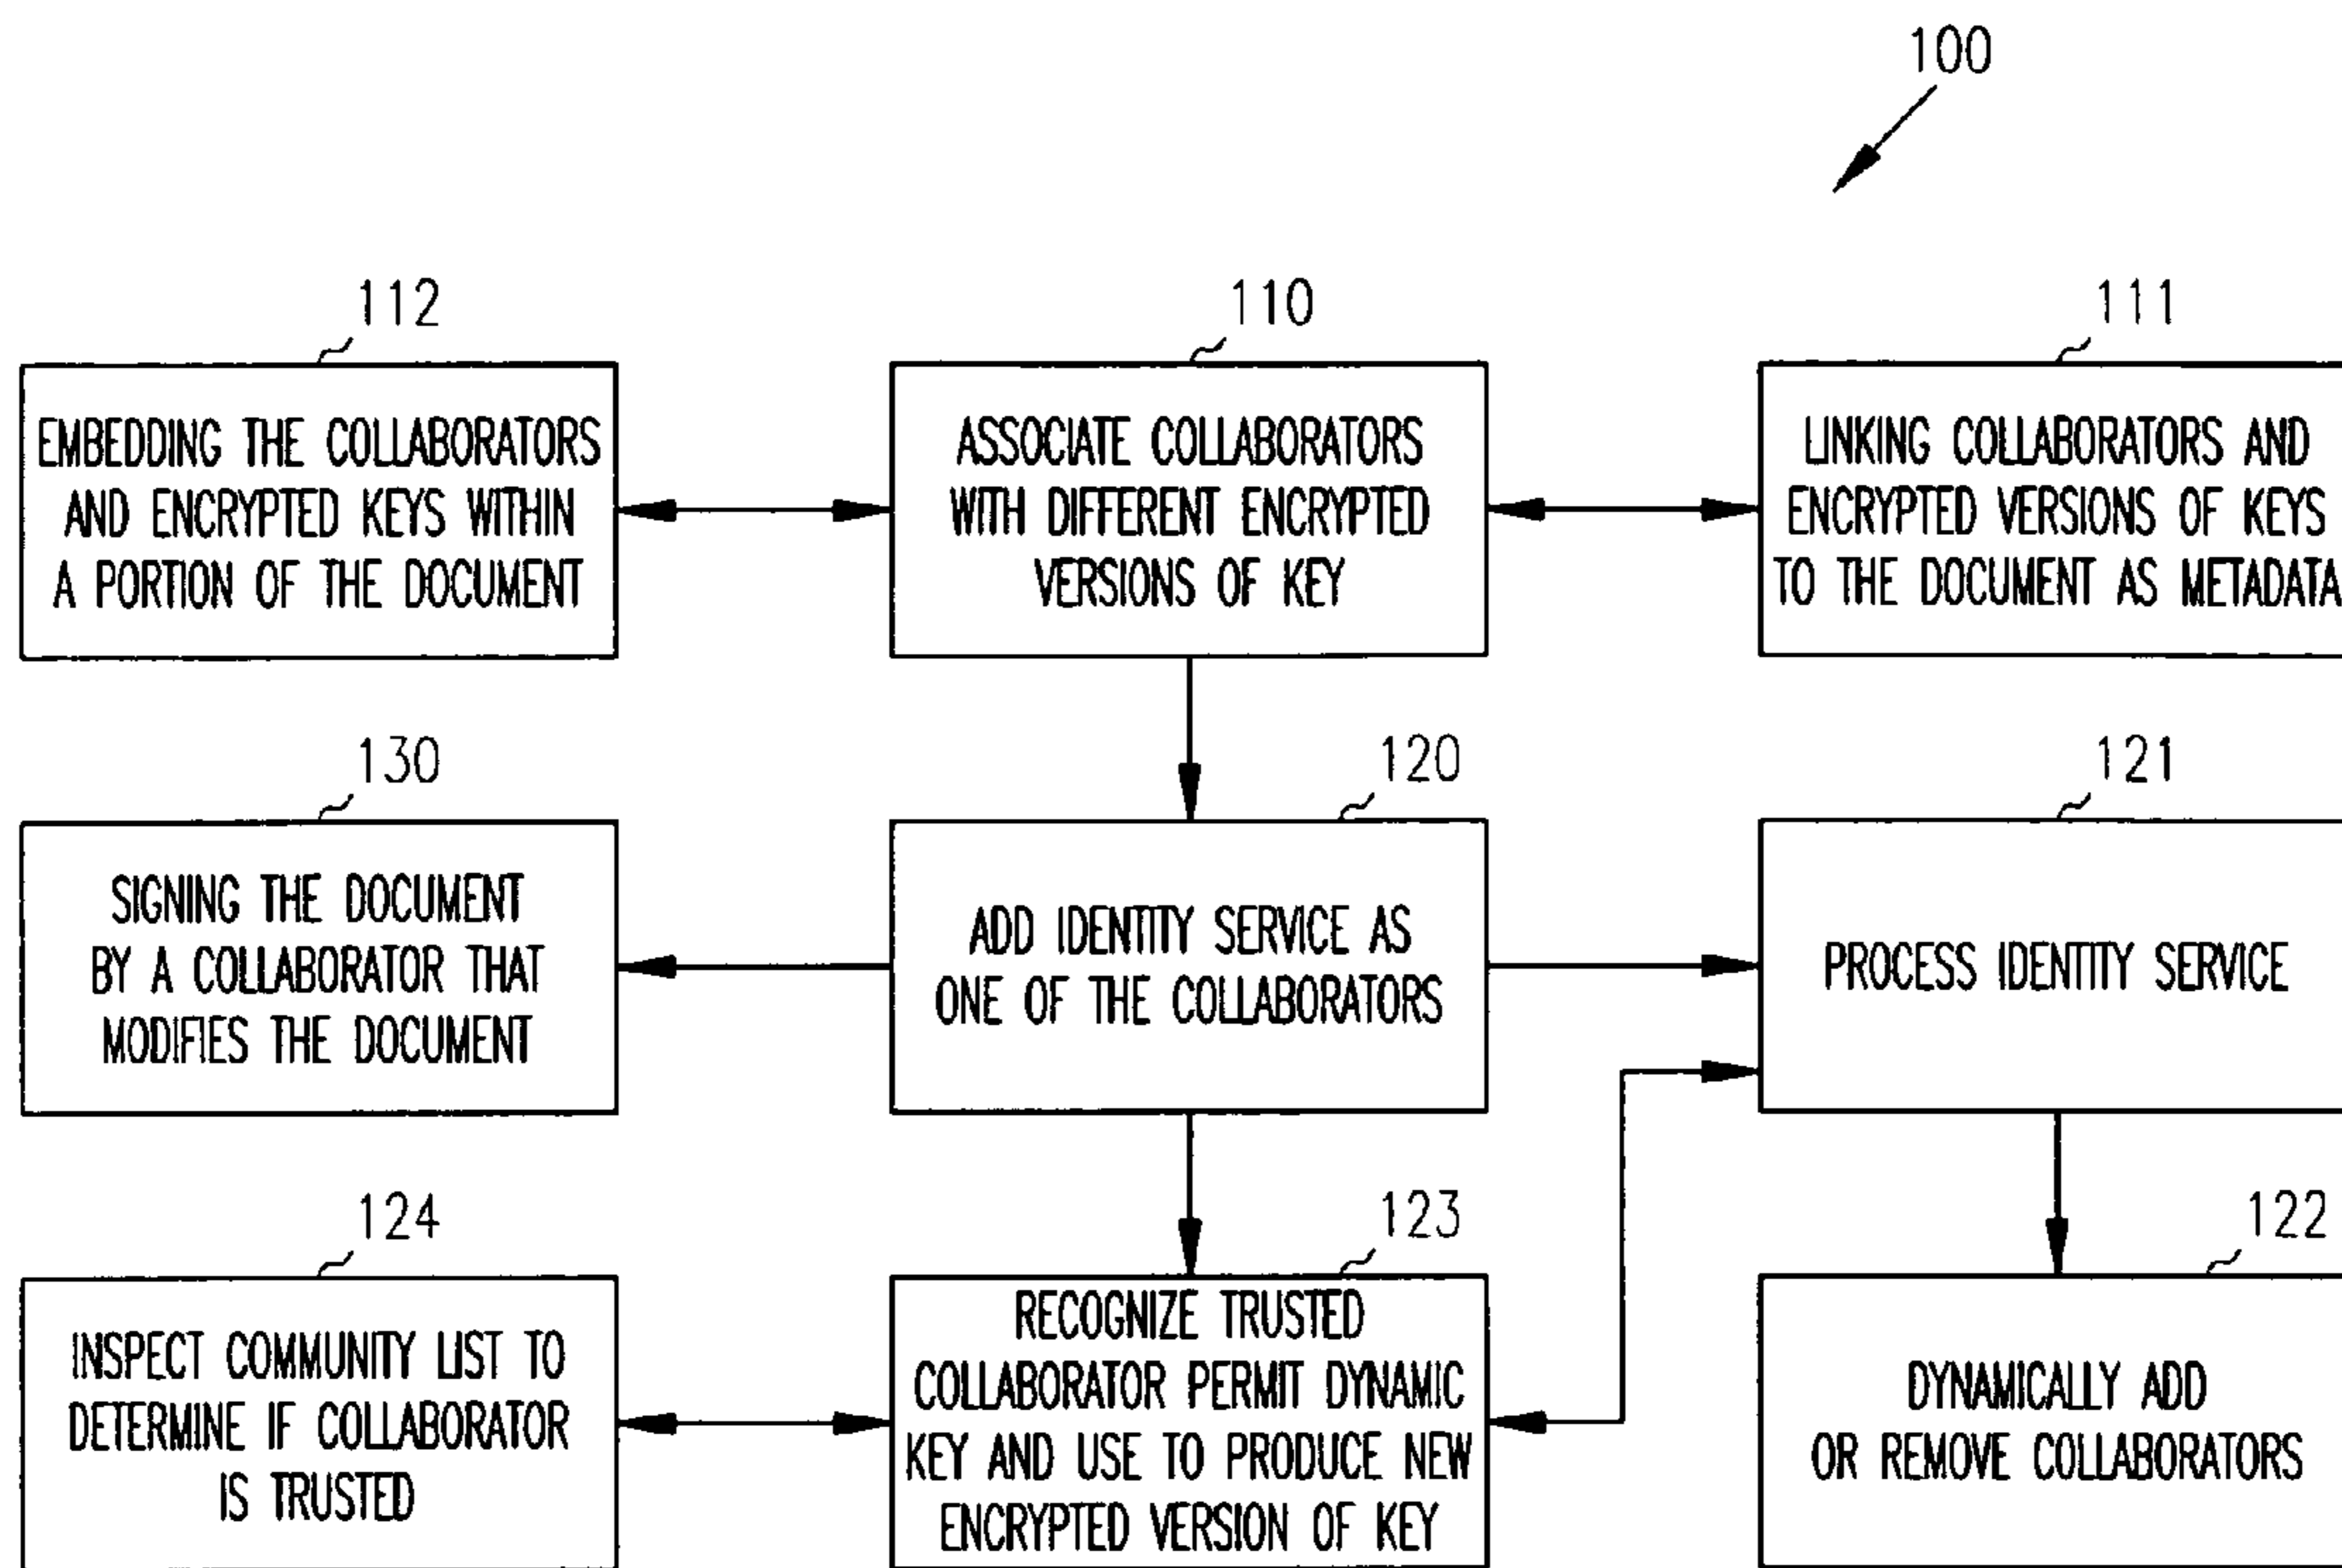 100
112
EMBEDDING THE COLLABORATORS
AND ENCRYPTED KEYS WITHIN
A PORTION OF THE DOCUMENT
110
ASSOCIATE COLLABORATORS
WITH DIFFERENT ENCRYPTED
VERSIONS OF KEY
111
LINKING COLLABORATORS AND
ENCRYPTED VERSIONS OF KEYS
TO THE DOCUMENT AS METADATA
130
SIGNING THE DOCUMENT
BY A COLLABORATOR THAT
MODIFIES THE DOCUMENT
120
ADD IDENTITY SERVICE AS
ONE OF THE COLLABORATORS
121
PROCESS IDENTITY SERVICE
124
INSPECT COMMUNITY LIST TO
DETERMINE IF COLLABORATOR
IS TRUSTED
123
RECOGNIZE TRUSTED
COLLABORATOR PERMIT DYNAMIC
KEY AND USE TO PRODUCE NEW
ENCRYPTED VERSION OF KEY
122
DYNAMICALLY ADD
OR REMOVE COLLABORATORS